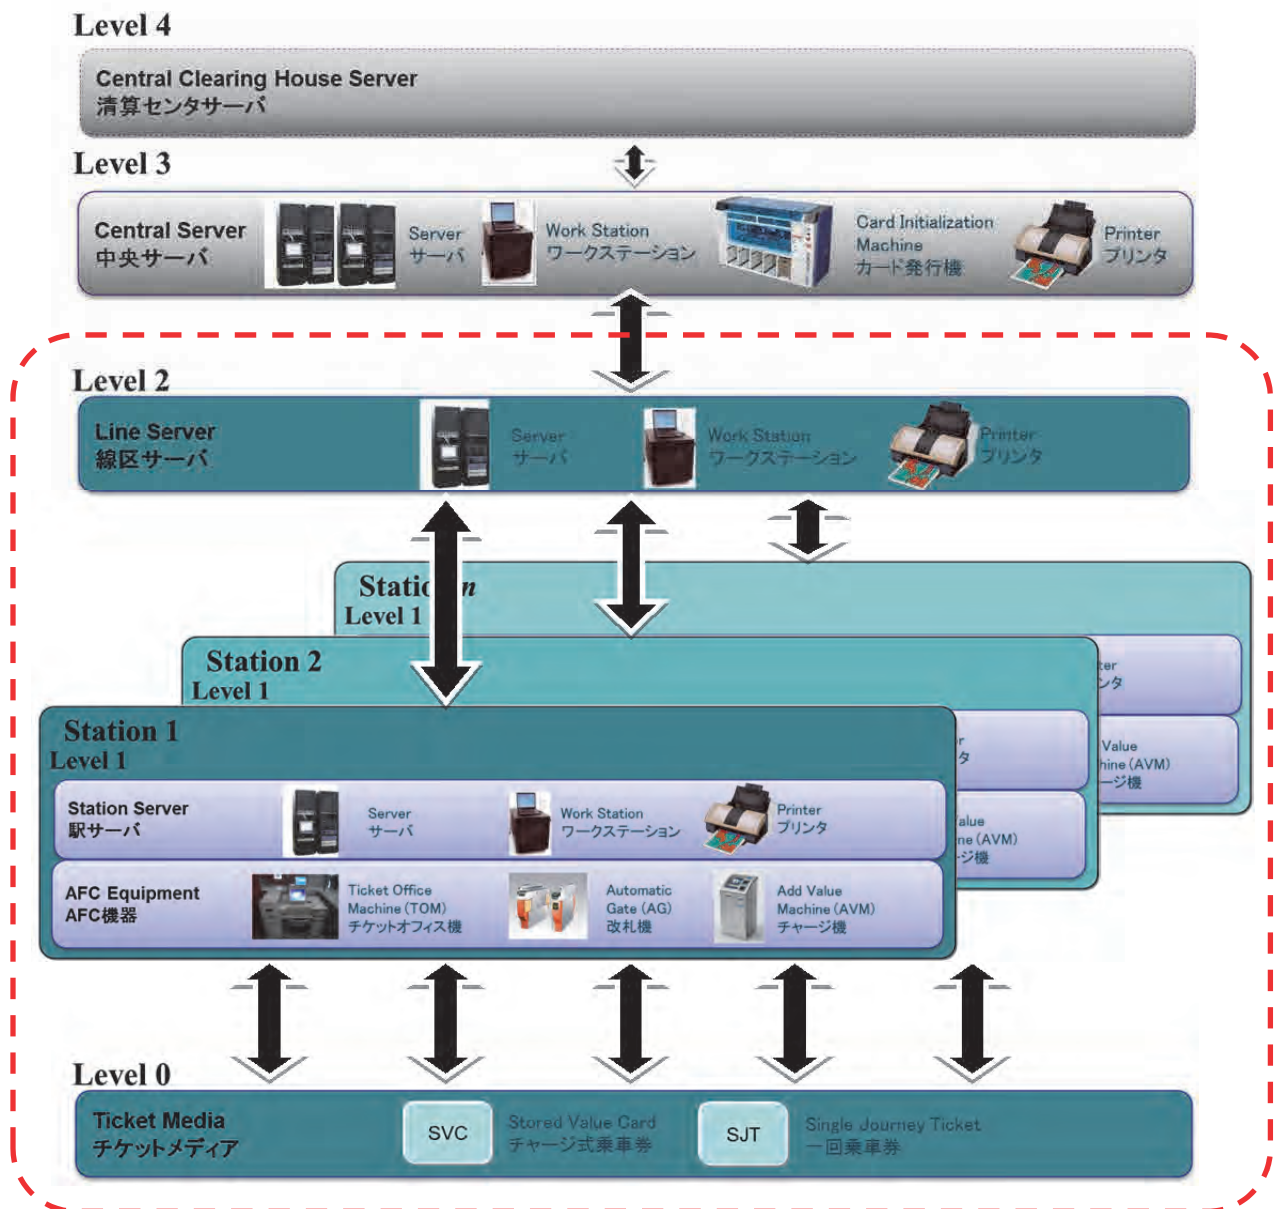 Level 4
Central Clearing House Server
清算センタサーバ
Level 3
Central Server
中央サーバ
Server
サーバ
Work Station
ワークステーション
Card Initialization
Machine
カード発行機
Printer
プリンタ
Level 2
Line Server
線区サーバ
Server
サーバ
Work Station
ワークステーション
Printer
プリンタ
Station n
Level 1
ter
ンタ
Value
hine (AVM)
ージ機
Station 2
Level 1
タ
alue
ne (AVM)
ジ機
Station 1
Level 1
Station Server
駅サーバ
Server
サーバ
Work Station
ワークステーション
Printer
プリンタ
AFC Equipment
AFC機器
Ticket Office
Machine (TOM)
チケットオフィス機
Automatic
Gate (AG)
改札機
Add Value
Machine (AVM)
チャージ機
Level 0
Ticket Media
チケットメディア
SVC
Stored Value Card
チャージ式乗車券
SJT
Single Journey Ticket
一回乗車券